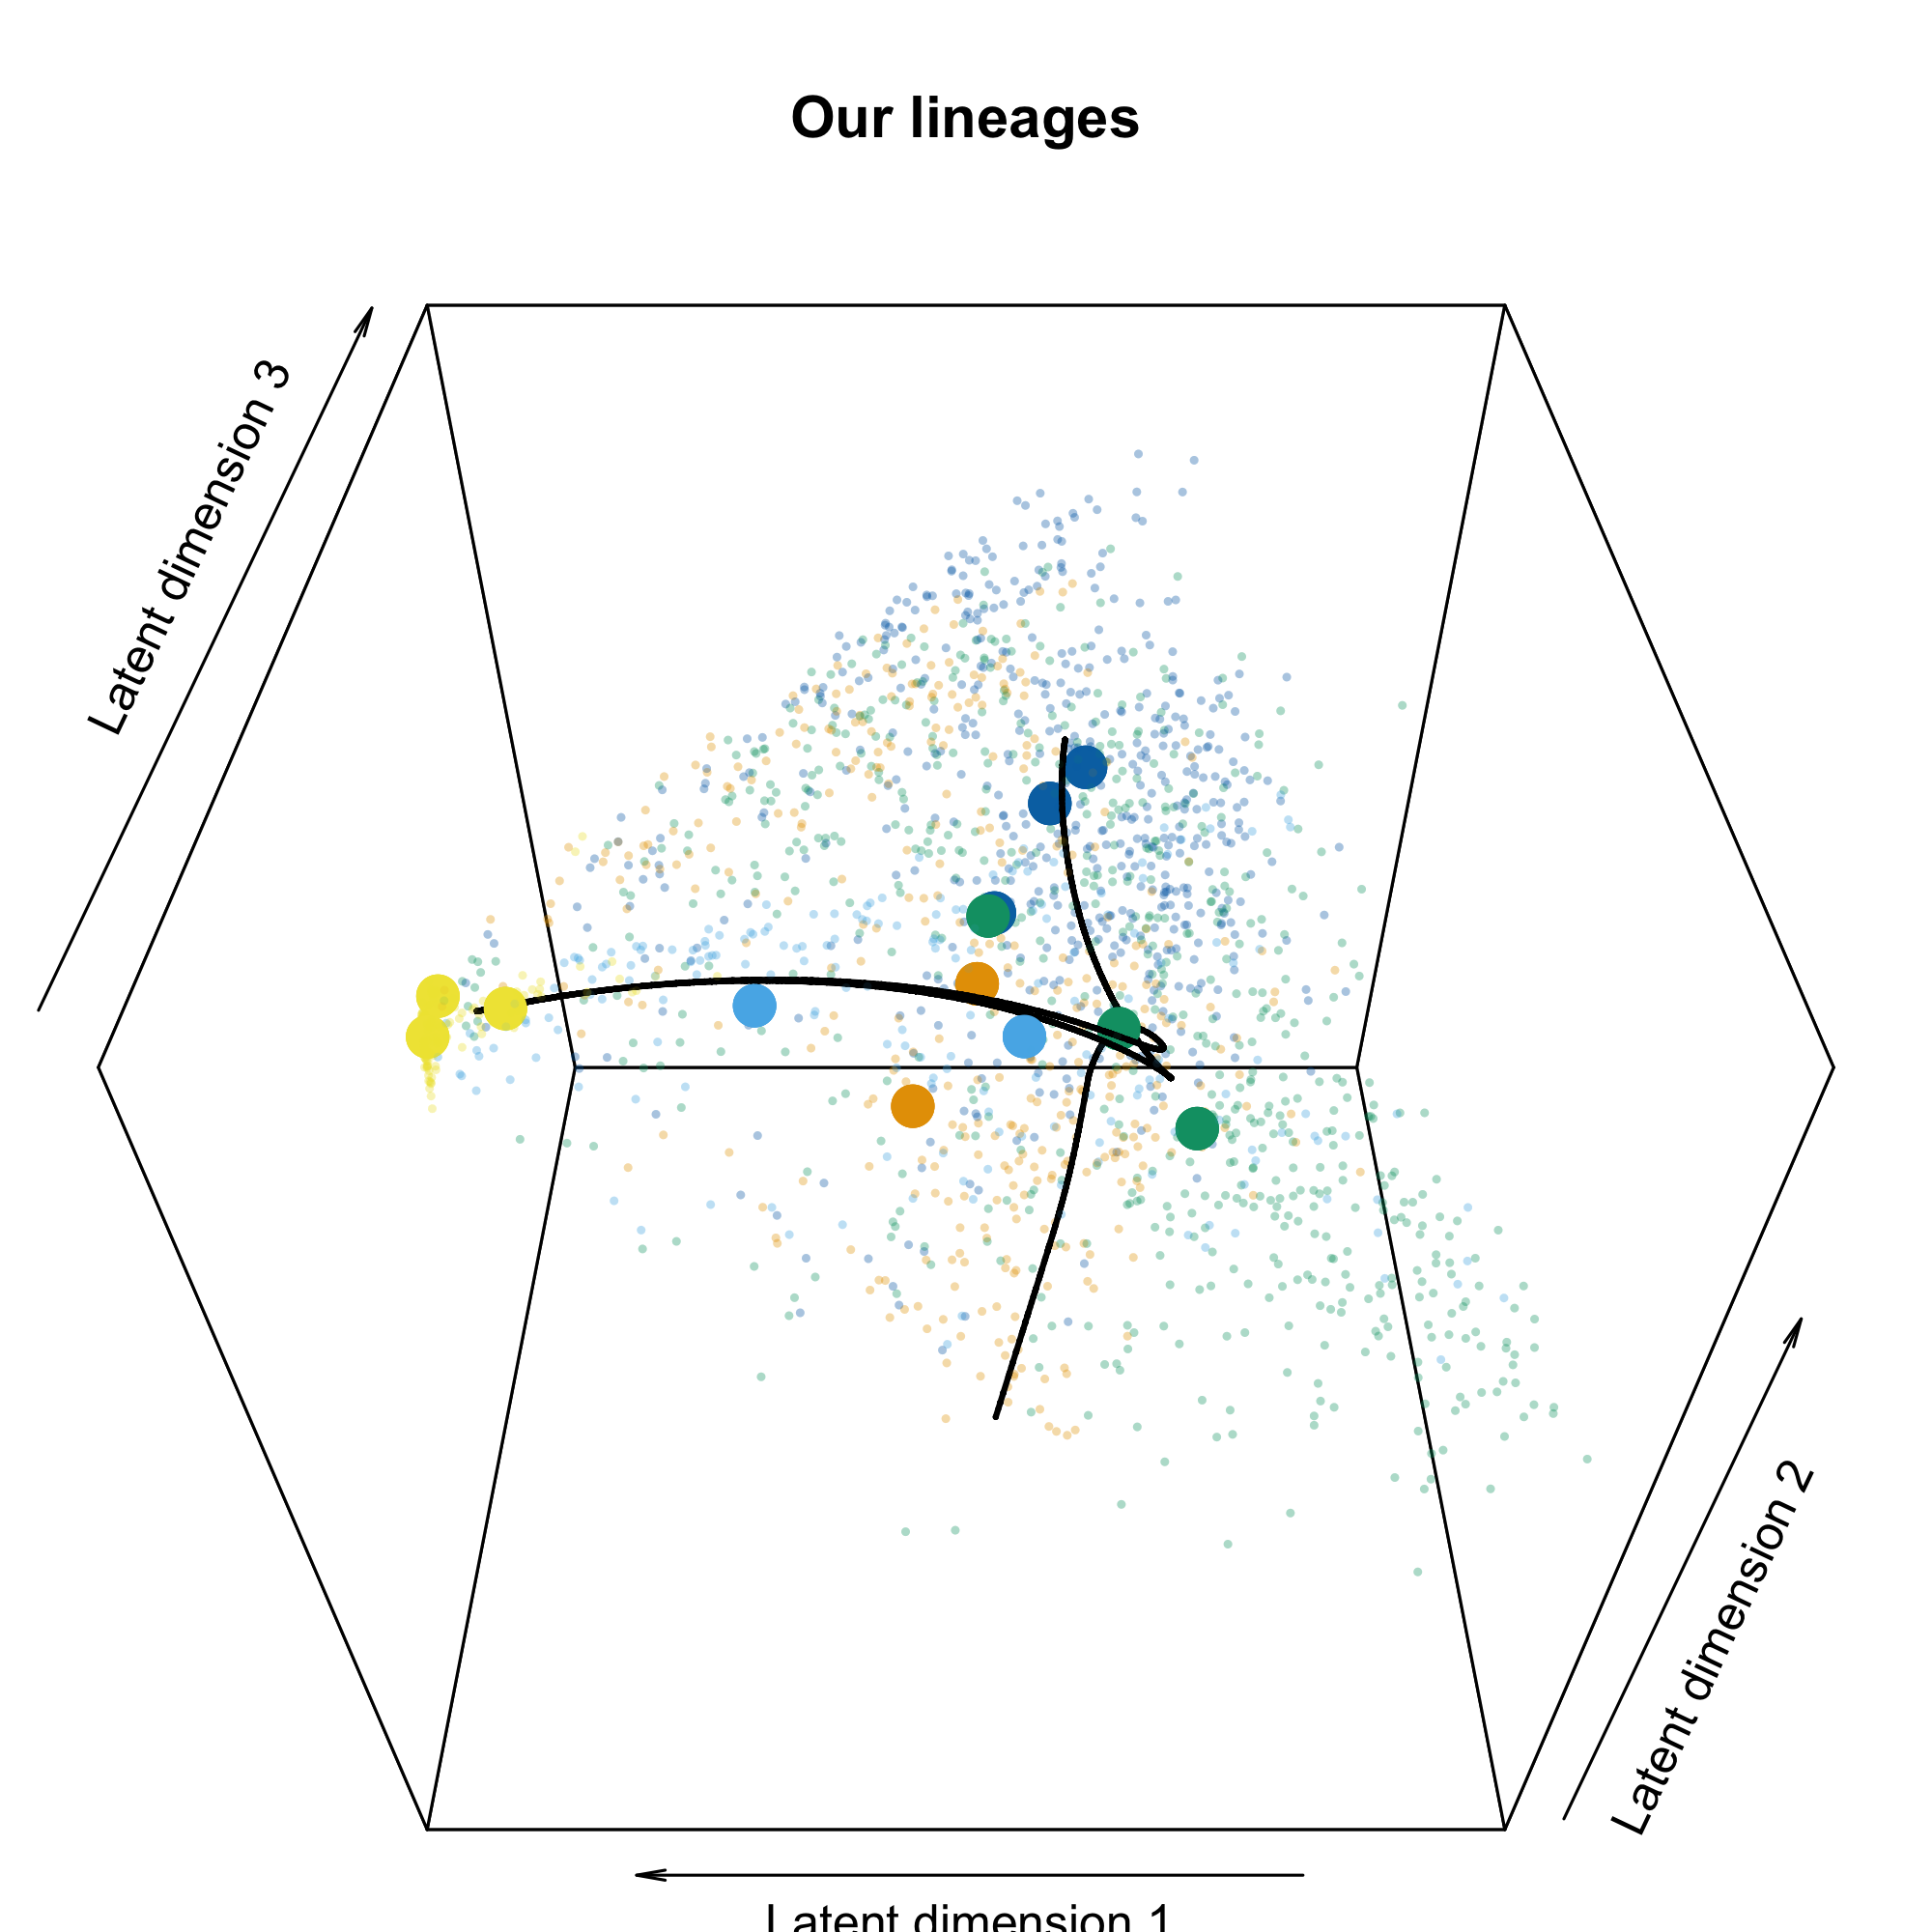 Our lineages
Latent dimension 3
Latent dimension 2
Latent dimension 1